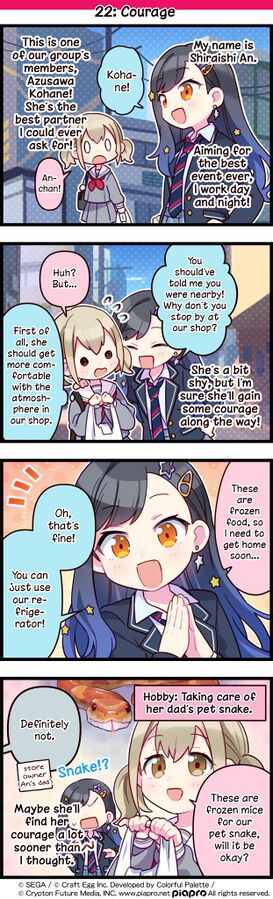 22: Courage
This is one
of our group's
members,
Azusawa
Kohane!
She's the
best partner
I could ever
ask for!
Koha-
ne!
My name is
Shiraishi An.
An-
chan!
Aiming for
the best
event ever,
I work day
and night!
Huh?
But...
You
should've
told me you
were nearby!
Why don't
you stop
by at our
shop?
First of
all, she
should get
more com-
fortable
with the
atmos-
phere in
our shop.
She's a bit
shy, but I'm
sure she'll gain
some courage
along the way!
Oh,
that's
fine!
These
are
frozen
food, so
I need to
get home
soon...
You can
just use
our re-
frige-
rator!
Hobby: Taking care of
her dad's pet snake.
Definitely
not.
store
owner
(An's dad)
Snake!?
Maybe she'll
find her
courage a lot
sooner than
I thought.
These are
frozen mice
for our
pet snake,
will it be
okay?
© SEGA / © Craft Egg Inc. Developed by Colorful Palette /
© Crypton Future Media, INC. www.piapro.net piapro All rights reserved.